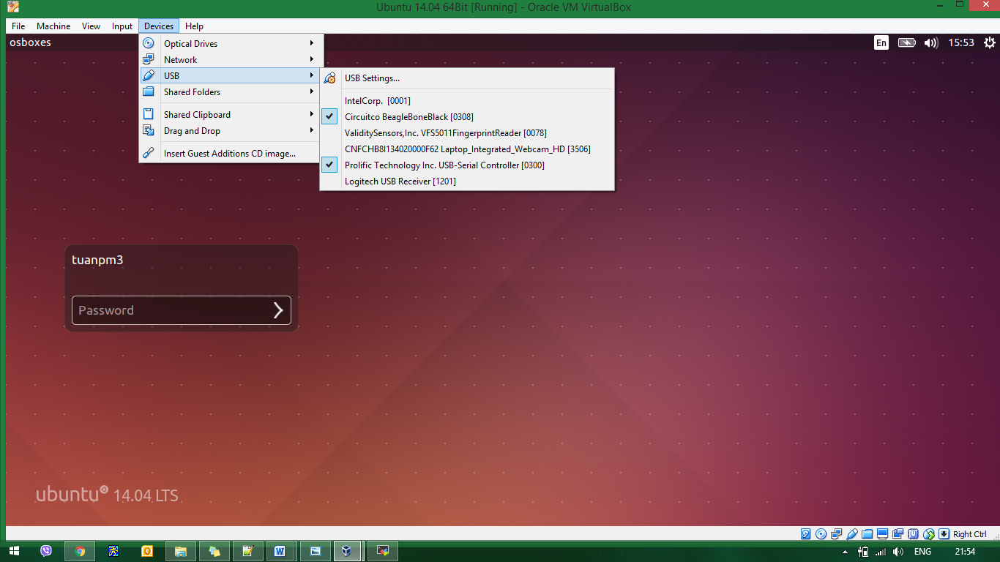 Ubuntu 14.04 64Bit [Running] - Oracle VM VirtualBox
File Machine View Input Devices Help
osboxes
En 15:53
Optical Drives
Network
USB
Shared Folders
Shared Clipboard
Drag and Drop
Insert Guest Additions CD image...
USB Settings...
IntelCorp. [0001]
Circuitco BeagleBoneBlack [0308]
ValiditySensors,Inc. VFS5011FingerprintReader [0078]
CNFCHB8I134020000F62 Laptop_Integrated_Webcam_HD [3506]
Prolific Technology Inc. USB-Serial Controller [0300]
Logitech USB Receiver [1201]
tuanpm3
Password
ubuntu® 14.04 LTS
Right Ctrl
ENG 21:54